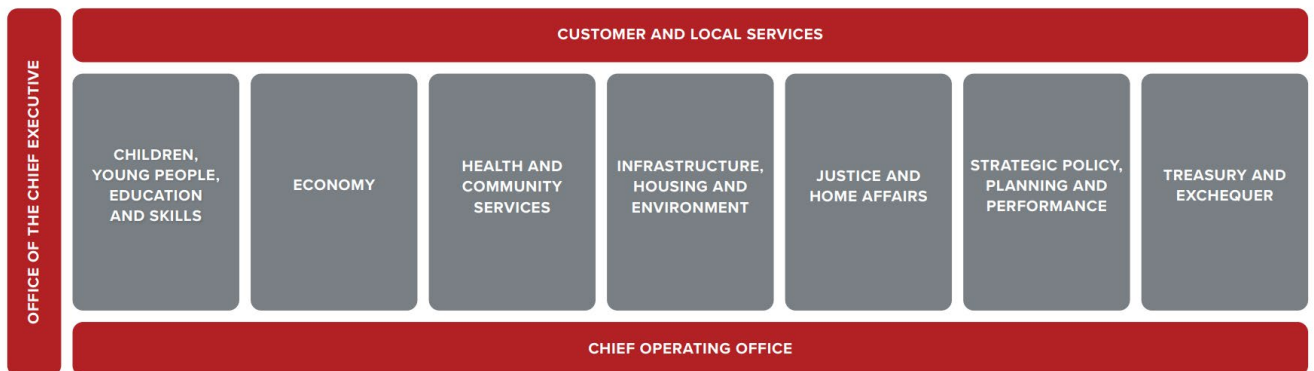 OFFICE OF THE CHIEF EXECUTIVE
CUSTOMER AND LOCAL SERVICES
CHILDREN,
YOUNG PEOPLE,
EDUCATION
AND SKILLS
ECONOMY
HEALTH AND
COMMUNITY
SERVICES
INFRASTRUCTURE,
HOUSING AND
ENVIRONMENT
JUSTICE AND
HOME AFFAIRS
STRATEGIC POLICY,
PLANNING AND
PERFORMANCE
TREASURY AND
EXCHEQUER
CHIEF OPERATING OFFICE